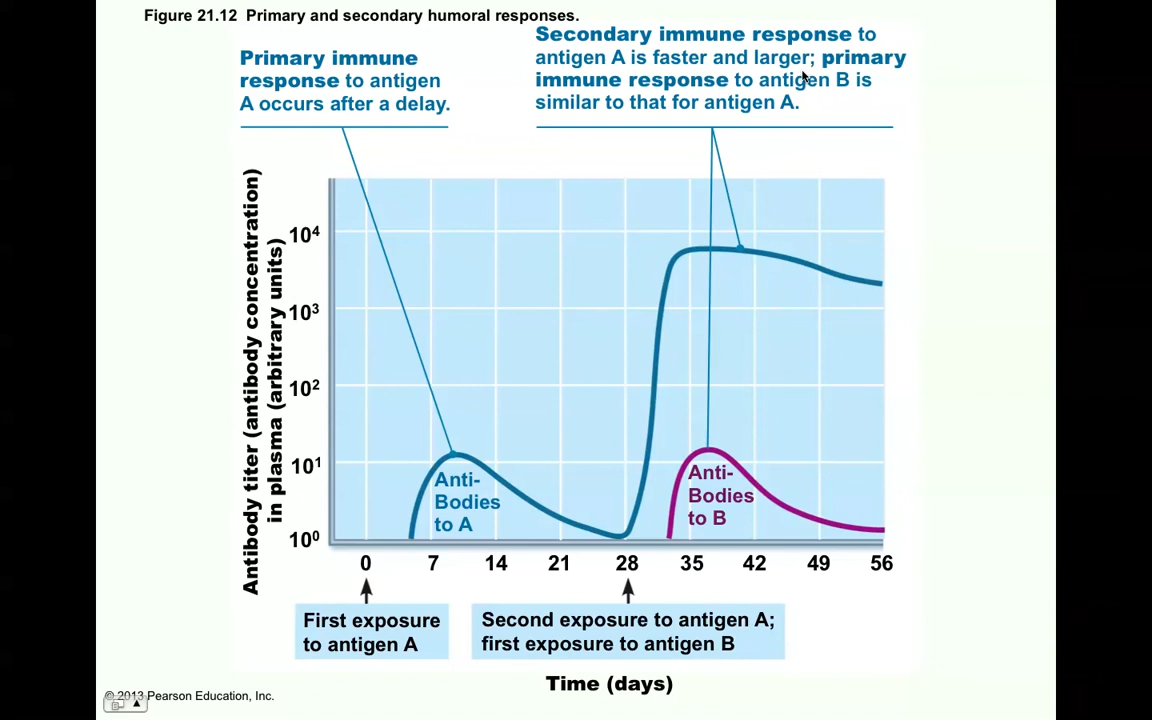 Figure 21.12 Primary and secondary humoral responses.
Primary immune
response to antigen
A occurs after a delay.
Secondary immune response to
antigen A is faster and larger; primary
immune response to antigen B is
similar to that for antigen A.
Antibody titer (antibody concentration)
in plasma (arbitrary units)
10⁴
10³
10²
10¹
10⁰
Anti-
Bodies
to A
Anti-
Bodies
to B
0 7 14 21 28 35 42 49 56
First exposure
to antigen A
Second exposure to antigen A;
first exposure to antigen B
Time (days)
© 2013 Pearson Education, Inc.